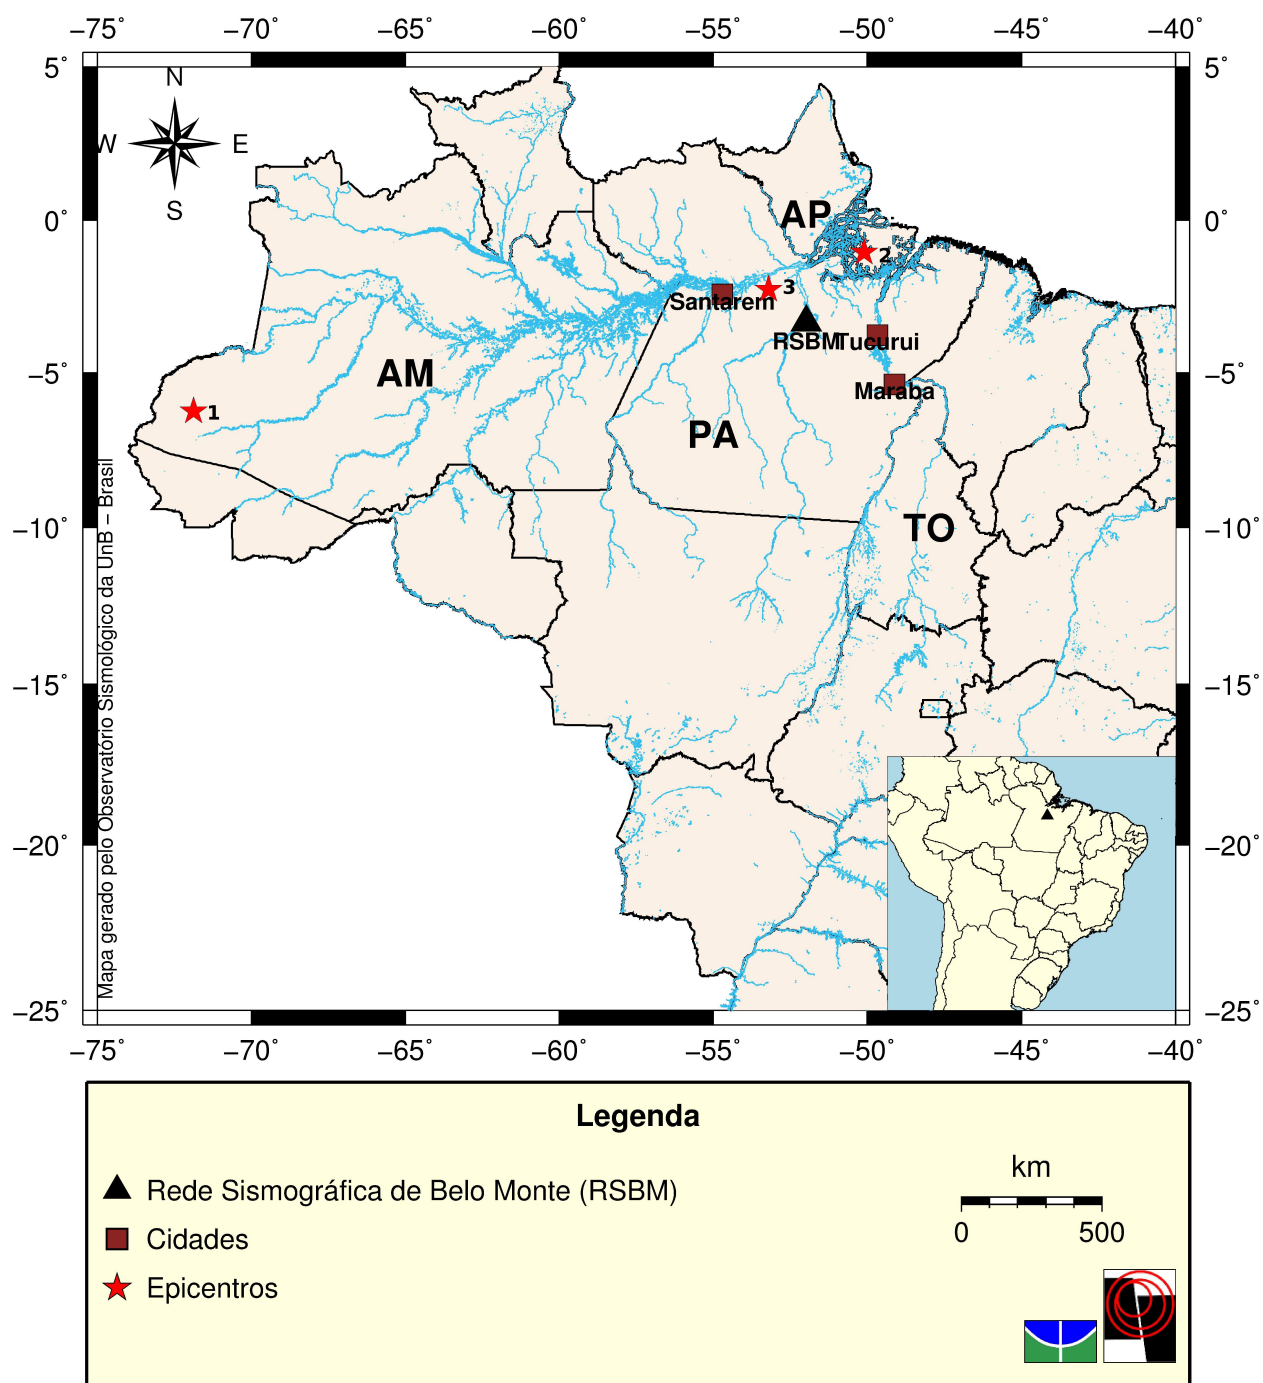 −75˚ −70˚ −65˚ −60˚ −55˚ −50˚ −45˚ −40˚
5˚ 5˚
N
W E
S
0˚ AP 0˚
2
3
Santarem
RSBM Tucurui
−5˚ AM −5˚
Maraba
1
PA
−10˚ TO −10˚
Mapa gerado pelo Observatório Sismológico da UnB – Brasil
−15˚ −15˚
−20˚ −20˚
−25˚ −25˚
−75˚ −70˚ −65˚ −60˚ −55˚ −50˚ −45˚ −40˚
Legenda
km
Rede Sismográfica de Belo Monte (RSBM)
0 500
Cidades
Epicentros